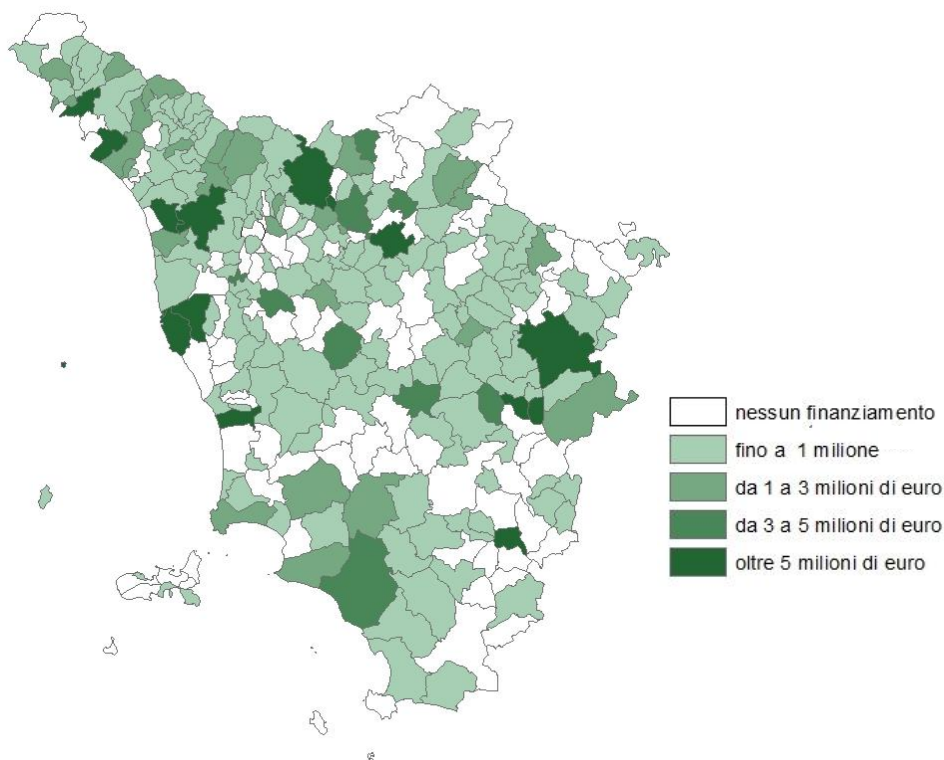 nessun finanziamento
fino a 1 milione
da 1 a 3 milioni di euro
da 3 a 5 milioni di euro
oltre 5 milioni di euro